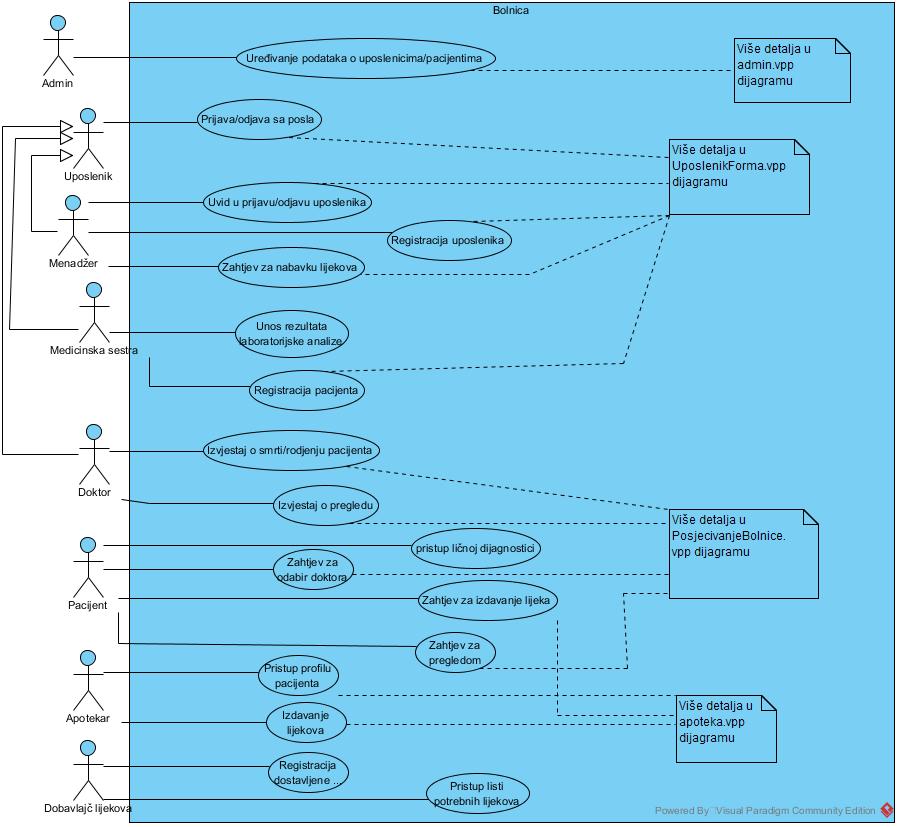 Bolnica
Admin
Uređivanje podataka o uposlenicima/pacijentima
Više detalja u
admin.vpp
dijagramu
Uposlenik
Prijava/odjava sa posla
Više detalja u
UposlenikForma.vpp
dijagramu
Menadžer
Uvid u prijavu/odjavu uposlenika
Registracija uposlenika
Zahtjev za nabavku lijekova
Medicinska sestra
Unos rezultata
laboratorijske analize
Registracija pacijenta
Doktor
Izvjestaj o smrti/rodjenju pacijenta
Izvjestaj o pregledu
Više detalja u
PosjecivanjeBolnice.
vpp dijagramu
Pacijent
pristup ličnoj dijagnostici
Zahtjev za
odabir doktora
Zahtjev za izdavanje lijeka
Zahtjev za
pregledom
Apotekar
Pristup profilu
pacijenta
Izdavanje
lijekova
Više detalja u
apoteka.vpp
dijagramu
Dobavlajč lijekova
Registracija
dostavljene ...
Pristup listi
potrebnih lijekova
Powered By Visual Paradigm Community Edition